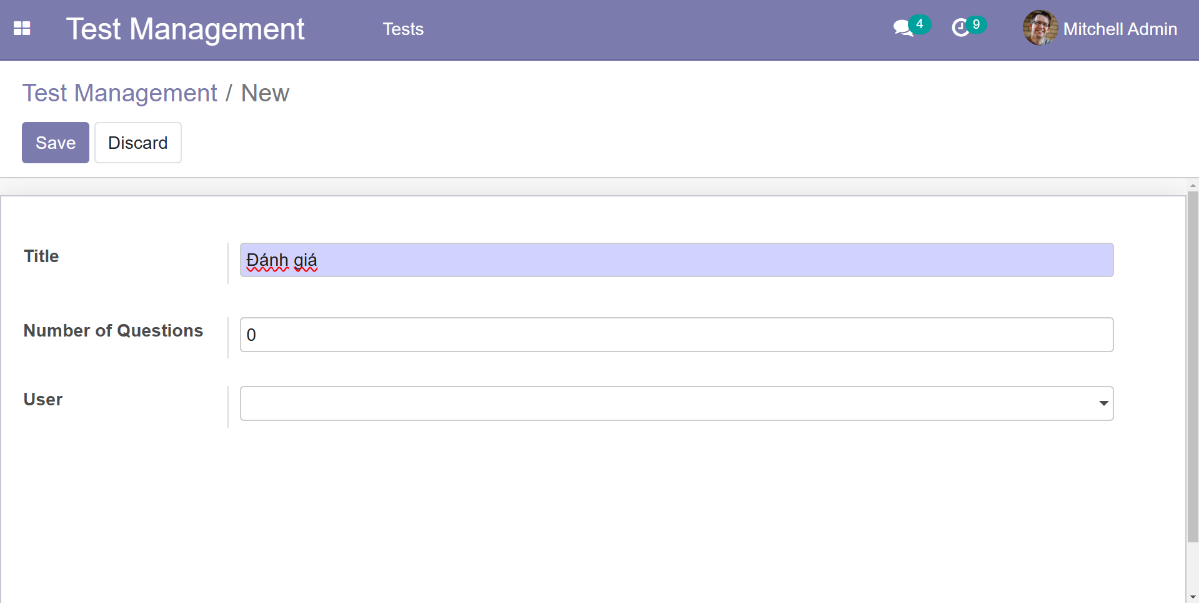 Test Management Tests 4 9 Mitchell Admin
Test Management / New
Save Discard
Title Đánh giá
Number of Questions 0
User